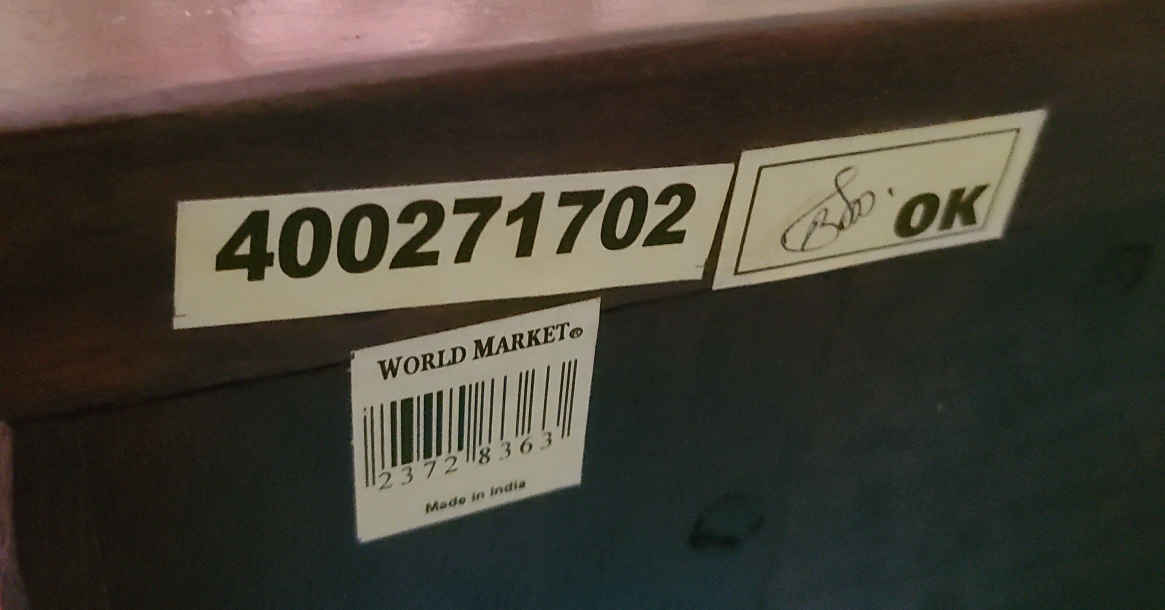 400271702
OK
WORLD MARKET®
2372 8363
Made in India